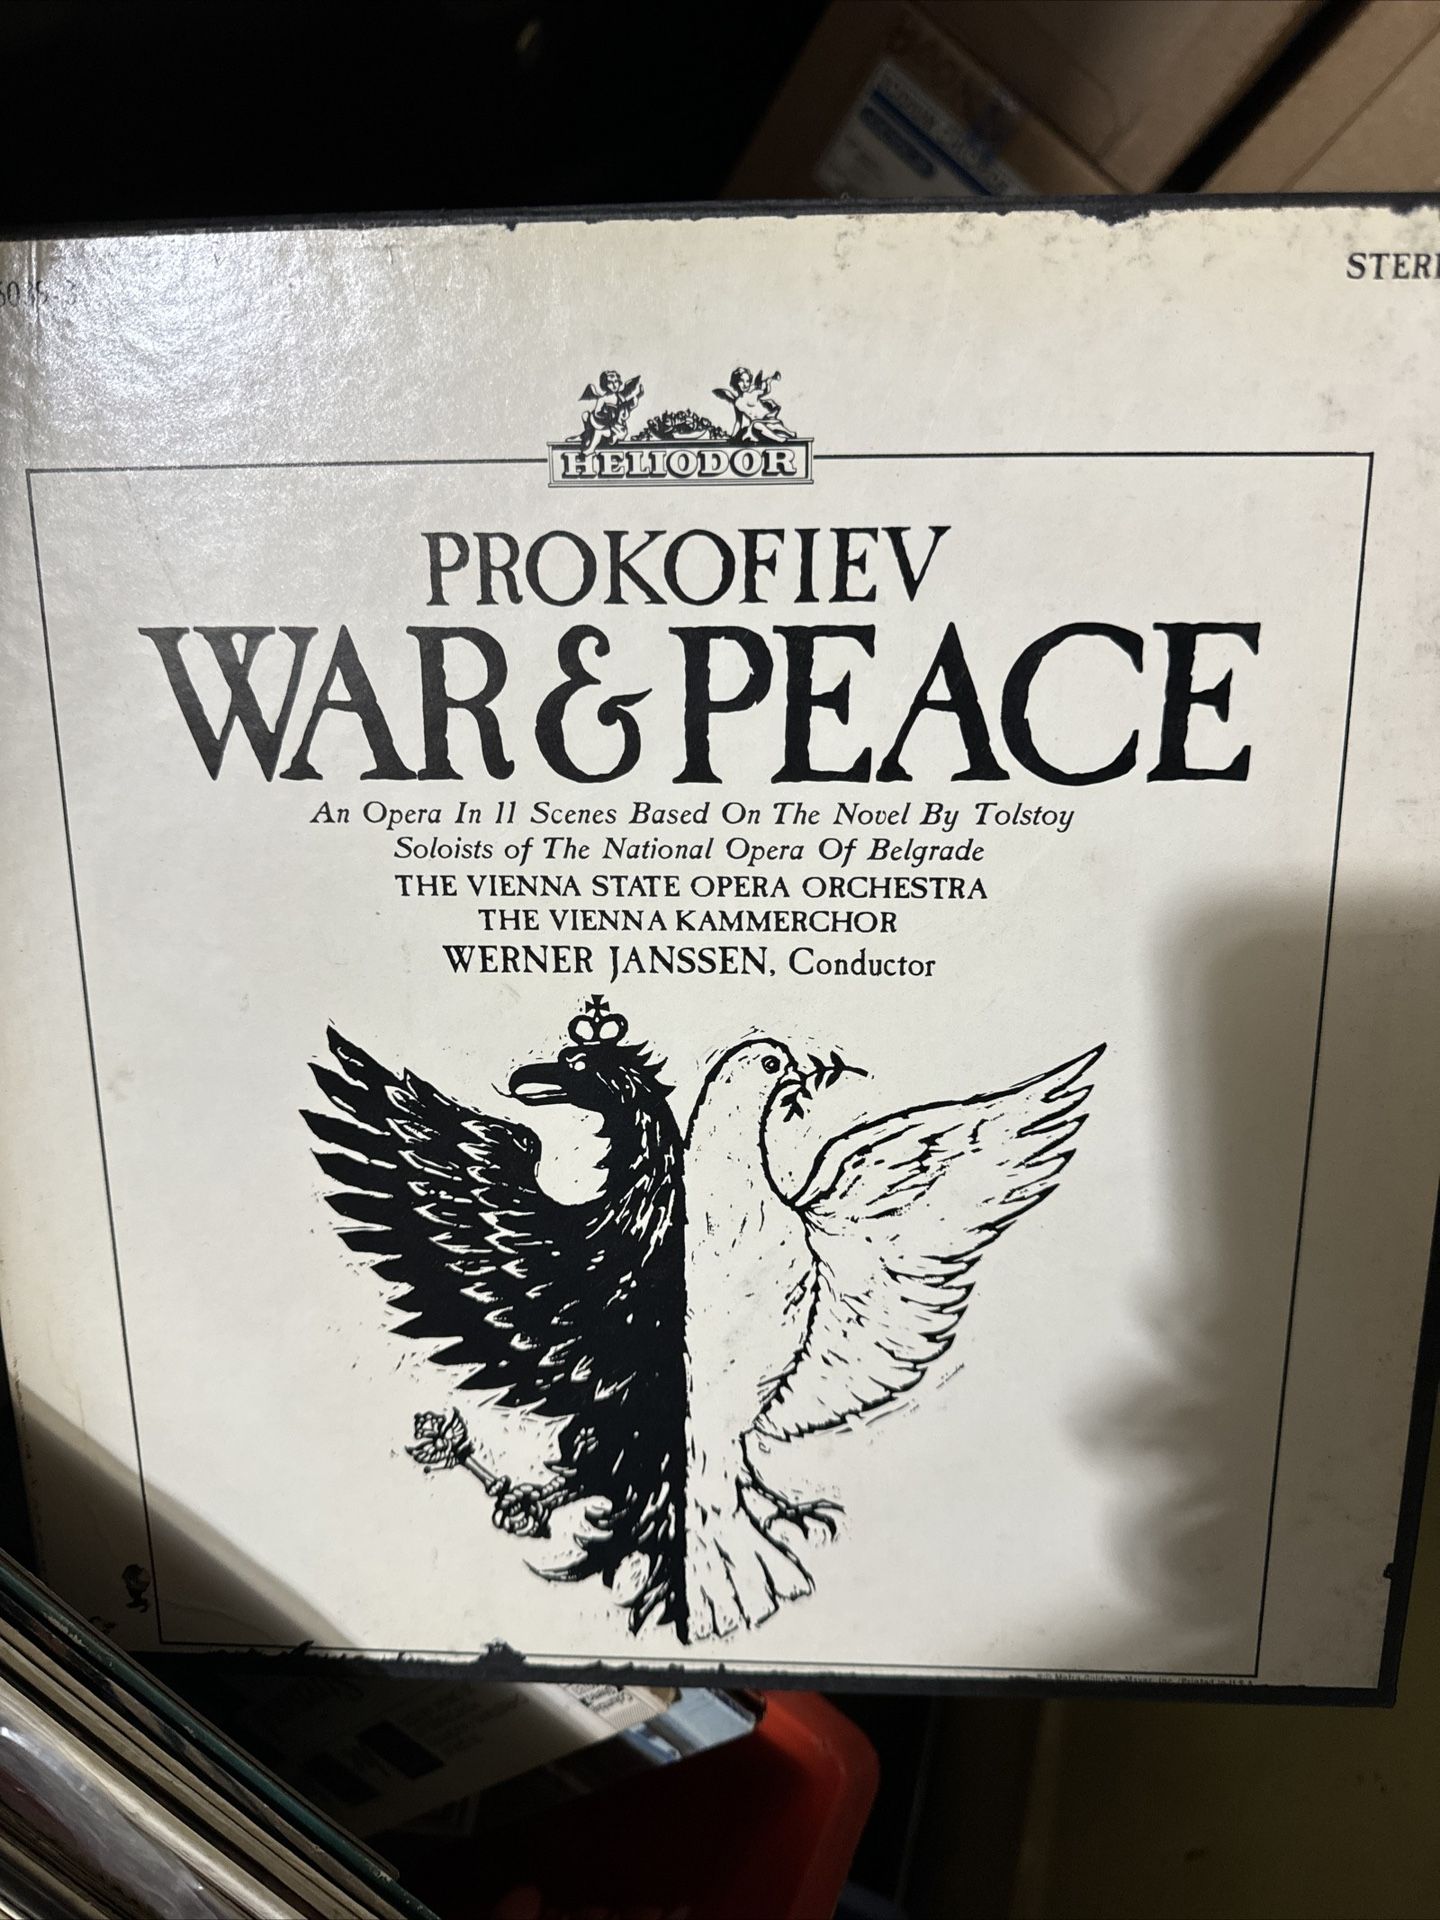 STERE
HELIODOR
PROKOFIEV
WAR & PEACE
An Opera In 11 Scenes Based On The Novel By Tolstoy
Soloists of The National Opera Of Belgrade
THE VIENNA STATE OPERA ORCHESTRA
THE VIENNA KAMMERCHOR
WERNER JANSSEN, Conductor